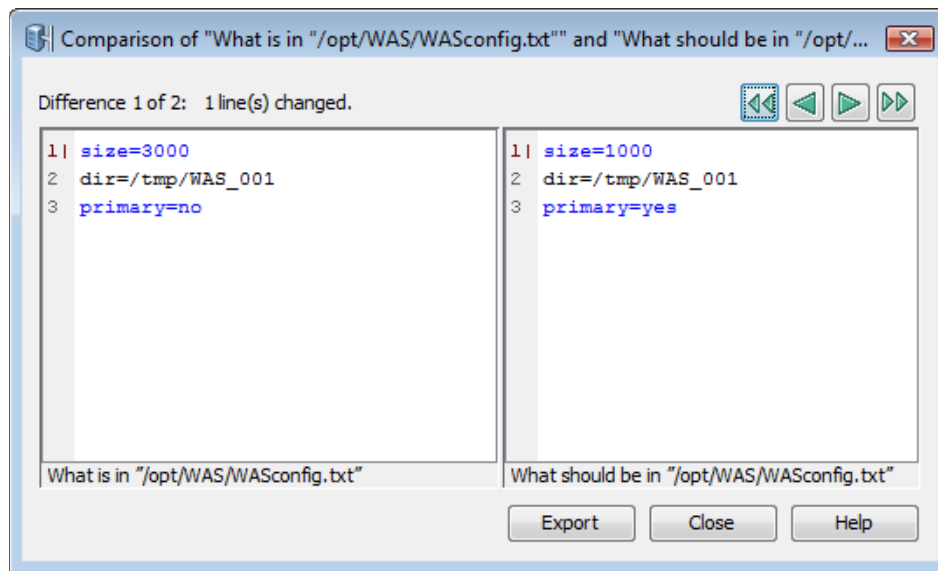 Comparison of "What is in "/opt/WAS/WASconfig.txt"" and "What should be in "/opt/...
Difference 1 of 2: 1 line(s) changed.
1| size=3000
2 dir=/tmp/WAS_001
3 primary=no
What is in "/opt/WAS/WASconfig.txt"
1| size=1000
2 dir=/tmp/WAS_001
3 primary=yes
What should be in "/opt/WAS/WASconfig.txt"
Export Close Help